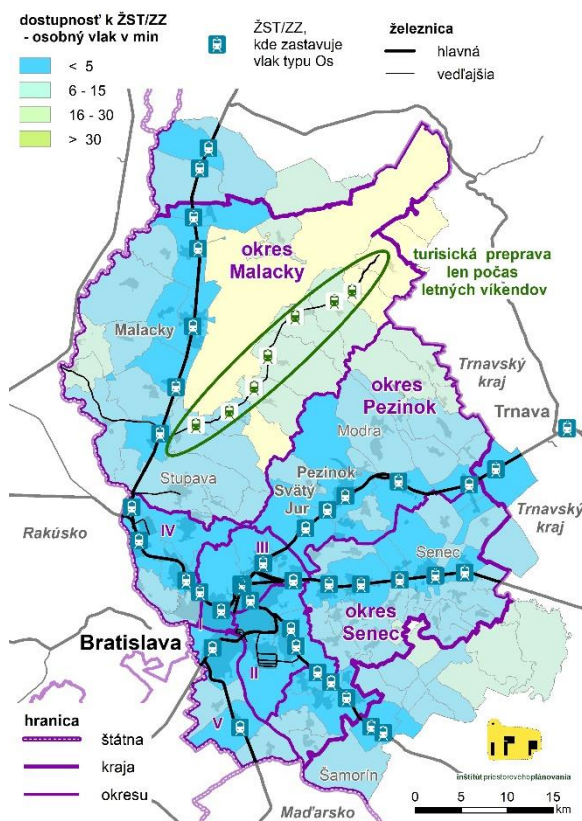 dostupnosť k ŽST/ZZ
- osobný vlak v min
< 5
6 - 15
16 - 30
> 30
ŽST/ZZ,
kde zastavuje
vlak typu Os
železnica
hlavná
vedľajšia
okres
Malacky
turisická preprava
len počas
letných víkendov
Malacky
okres
Pezinok
Trnavský
kraj
Trnava
Modra
Stupava
Pezinok
Svätý
Jur
Trnavský
kraj
Rakúsko
IV
III
Senec
I
okres
Senec
Bratislava
II
V
hranica
štátna
kraja
okresu
Šamorín
Maďarsko
inštitút priestorového plánovania
0 5 10 15
km